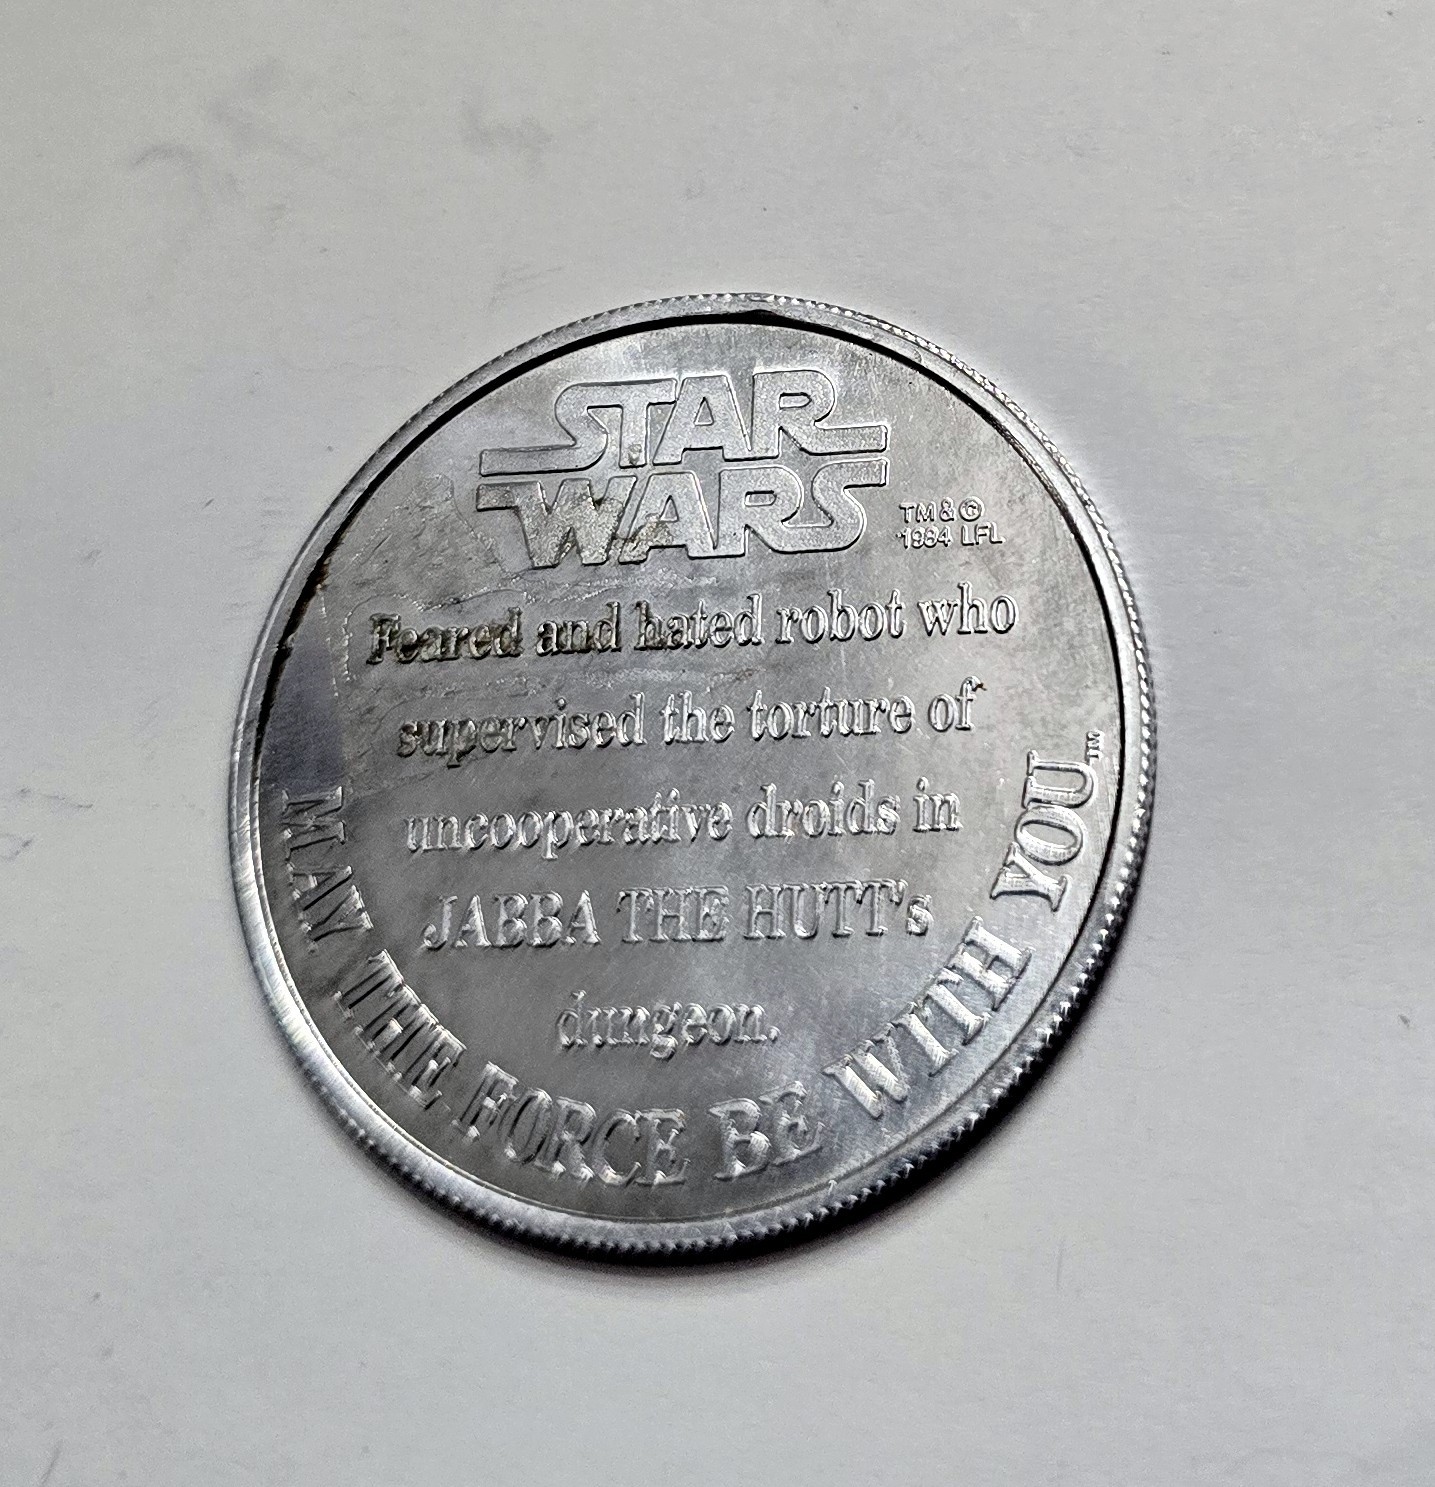 STAR
WARS
TM & ©
1984 LFL
Feared and hated robot who
supervised the torture of
uncooperative droids in
JABBA THE HUTT's
dungeon.
MAY THE FORCE BE WITH YOU™